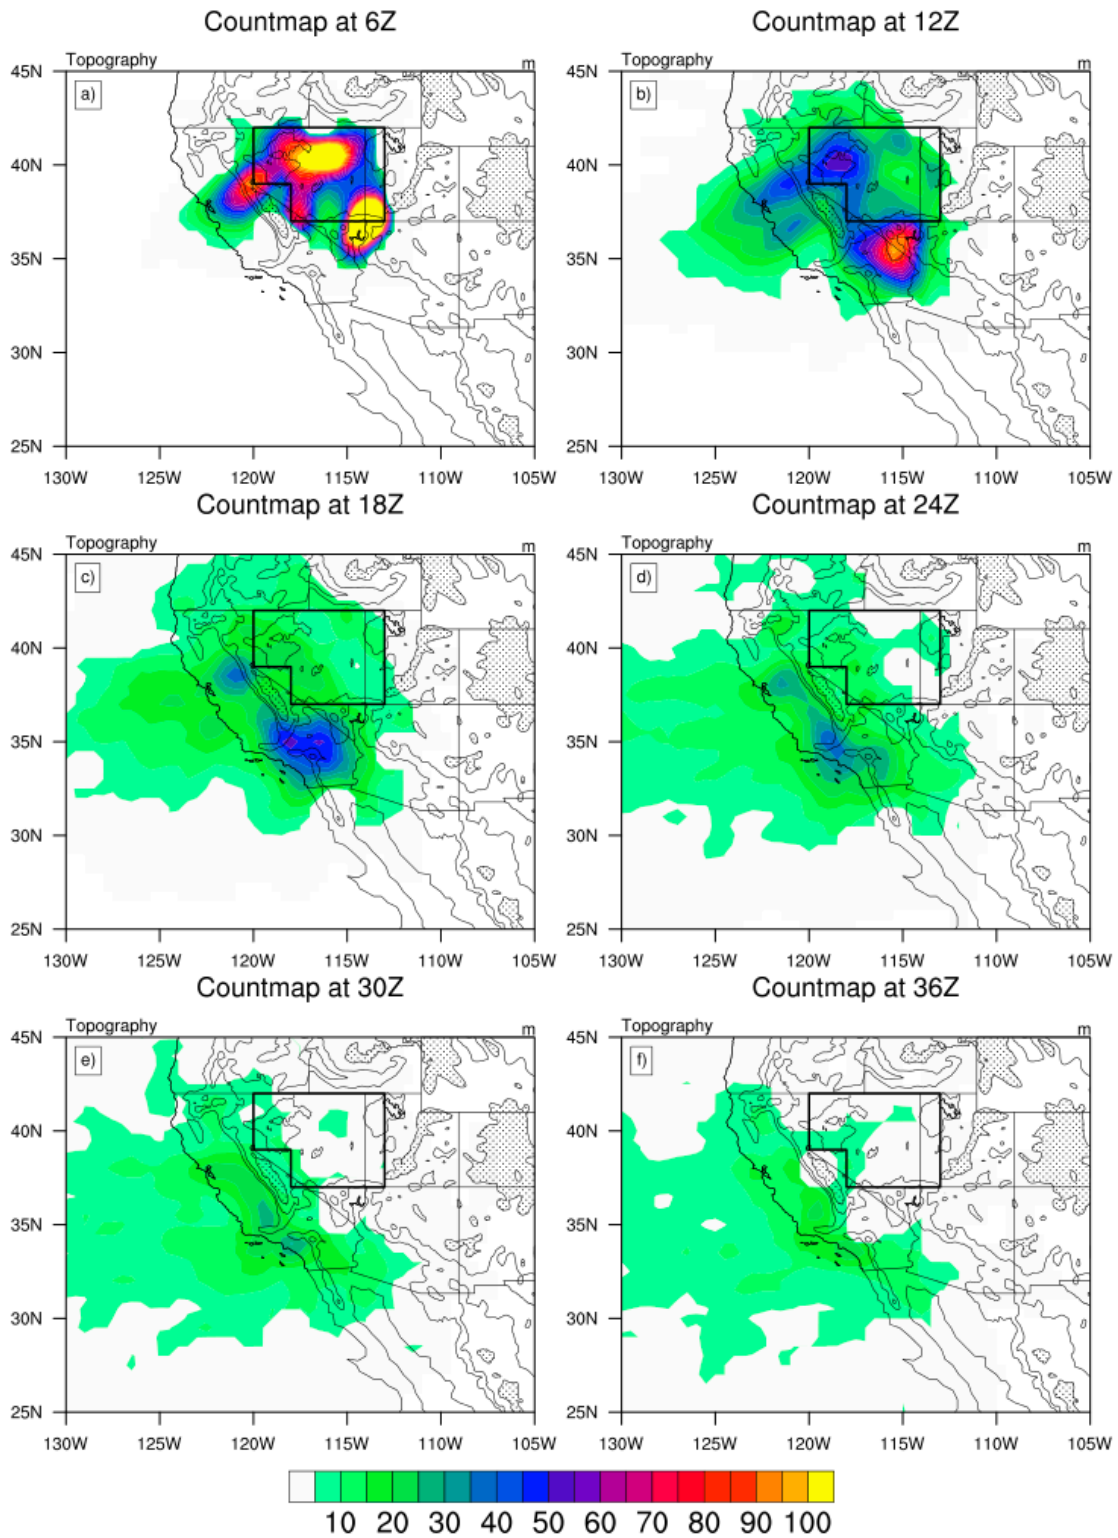 Countmap at 6Z
Countmap at 12Z
Topography m
Topography m
a)
b)
45N
40N
35N
30N
25N
45N
40N
35N
30N
25N
130W 125W 120W 115W 110W 105W
130W 125W 120W 115W 110W 105W
Countmap at 18Z
Countmap at 24Z
Topography m
Topography m
c)
d)
45N
40N
35N
30N
25N
45N
40N
35N
30N
25N
130W 125W 120W 115W 110W 105W
130W 125W 120W 115W 110W 105W
Countmap at 30Z
Countmap at 36Z
Topography m
Topography m
e)
f)
45N
40N
35N
30N
25N
45N
40N
35N
30N
25N
130W 125W 120W 115W 110W 105W
130W 125W 120W 115W 110W 105W
10 20 30 40 50 60 70 80 90 100